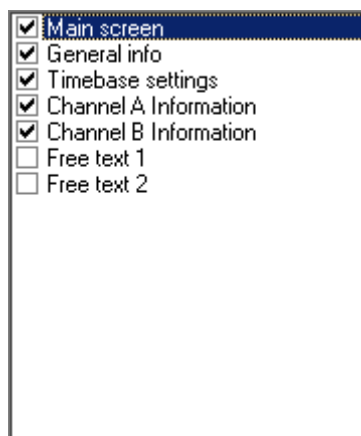 Main screen
General info
Timebase settings
Channel A Information
Channel B Information
Free text 1
Free text 2